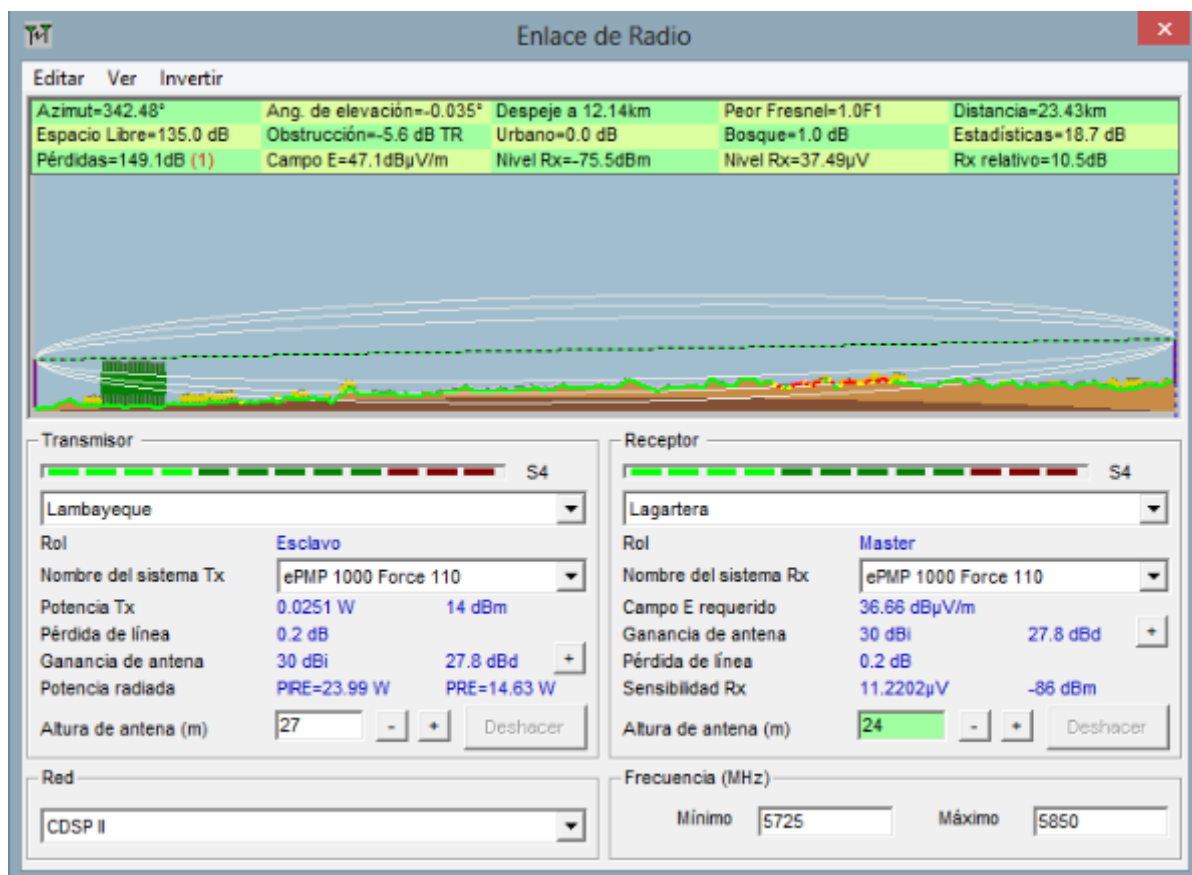 Enlace de Radio
Editar Ver Invertir
Azimut=342.48° Ang. de elevación=-0.035° Despeje a 12.14km Peor Fresnel=1.0F1 Distancia=23.43km
Espacio Libre=135.0 dB Obstrucción=-5.6 dB TR Urbano=0.0 dB Bosque=1.0 dB Estadísticas=18.7 dB
Pérdidas=149.1dB (1) Campo E=47.1dBµV/m Nivel Rx=-75.5dBm Nivel Rx=37.49µV Rx relativo=10.5dB
Transmisor
S4
Lambayeque
Rol Esclavo
Nombre del sistema Tx ePMP 1000 Force 110
Potencia Tx 0.0251 W 14 dBm
Pérdida de línea 0.2 dB
Ganancia de antena 30 dBi 27.8 dBd +
Potencia radiada PIRE=23.99 W PRE=14.63 W
Altura de antena (m) 27 - + Deshacer
Receptor
S4
Lagartera
Rol Master
Nombre del sistema Rx ePMP 1000 Force 110
Campo E requerido 36.66 dBµV/m
Ganancia de antena 30 dBi 27.8 dBd +
Pérdida de línea 0.2 dB
Sensibilidad Rx 11.2202µV -86 dBm
Altura de antena (m) 24 - + Deshacer
Red
CDSP II
Frecuencia (MHz)
Mínimo 5725 Máximo 5850